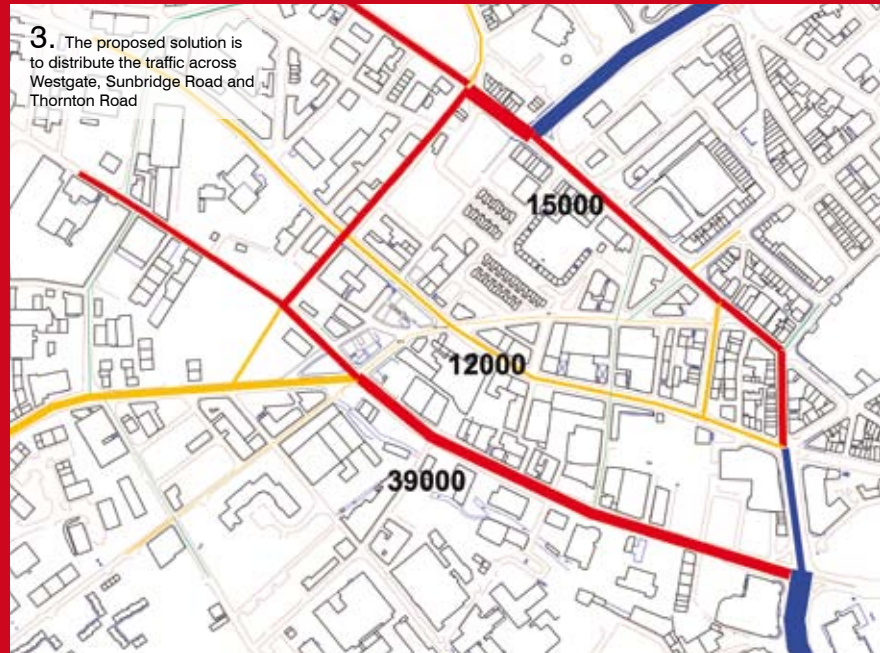 3. The proposed solution is
to distribute the traffic across
Westgate, Sunbridge Road and
Thornton Road
15000
12000
39000